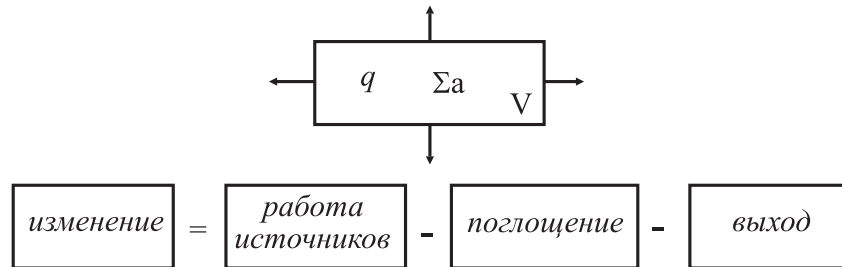 q Σa
V
изменение = работа источников - поглощение - выход